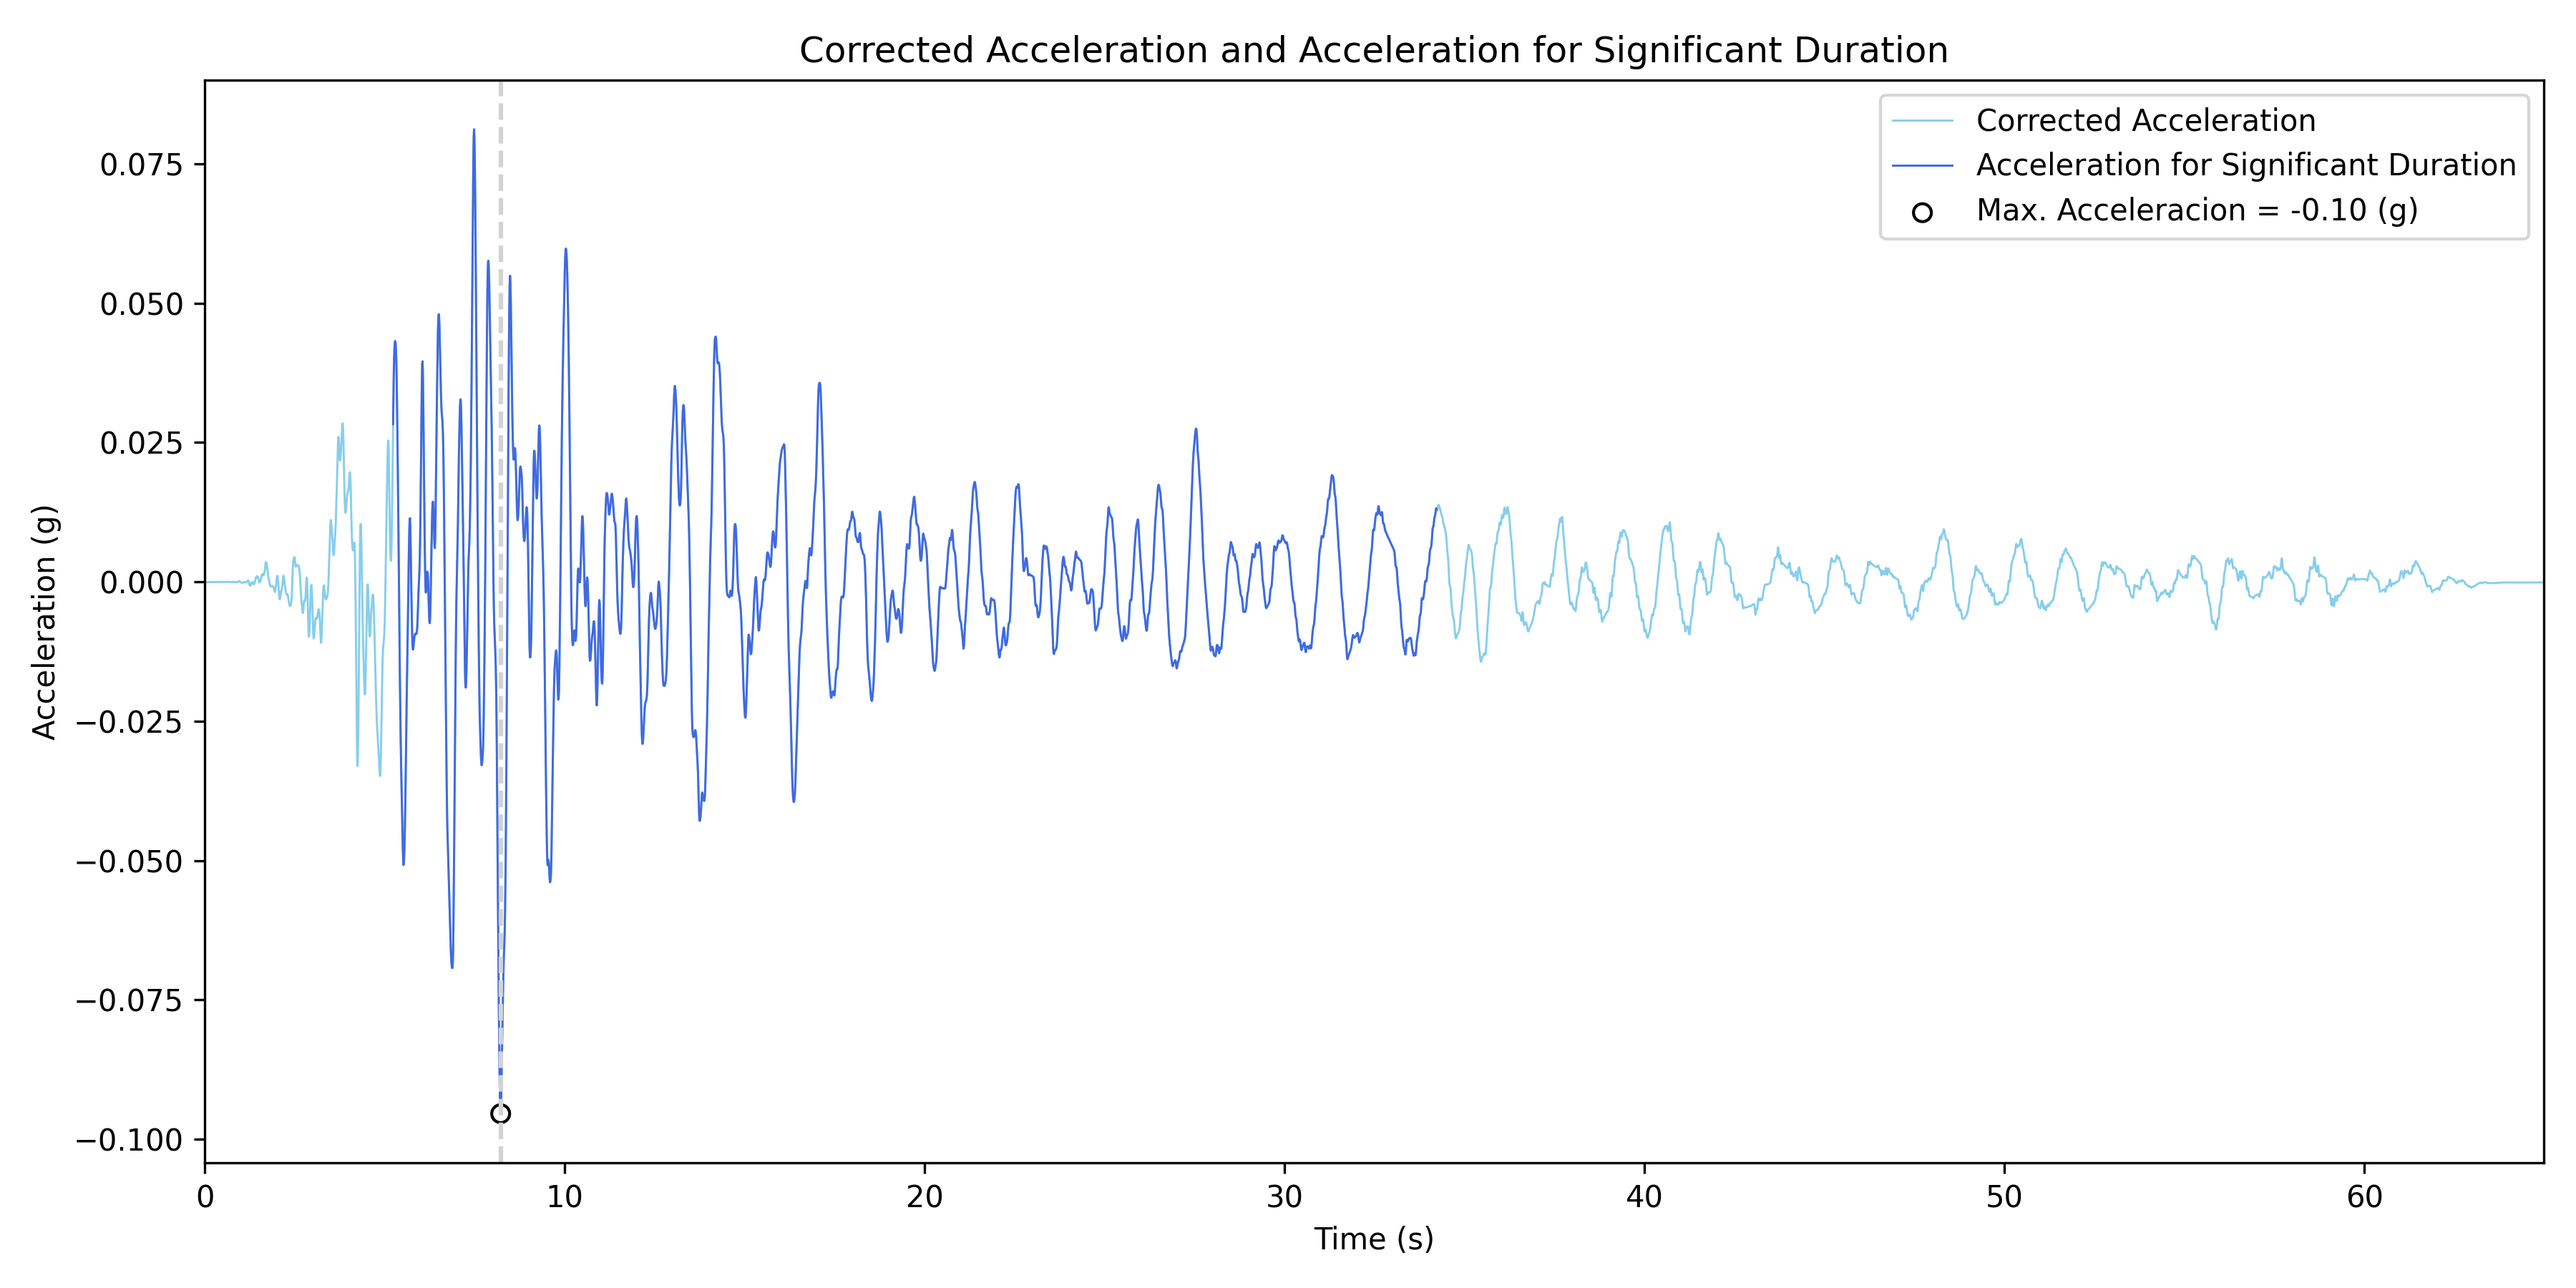 Corrected Acceleration and Acceleration for Significant Duration
Corrected Acceleration
Acceleration for Significant Duration
Max. Acceleracion = -0.10 (g)
Acceleration (g)
0.075
0.050
0.025
0.000
−0.025
−0.050
−0.075
−0.100
0 10 20 30 40 50 60
Time (s)